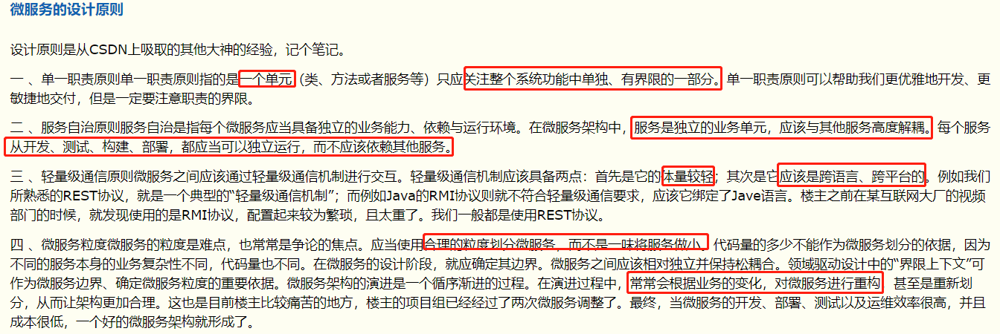 微服务的设计原则
设计原则是从CSDN上吸取的其他大神的经验，记个笔记。
一 、单一职责原则单一职责原则指的是一个单元（类、方法或者服务等）只应关注整个系统功能中单独、有界限的一部分。单一职责原则可以帮助我们更优雅地开发、更
敏捷地交付，但是一定要注意职责的界限。
二 、服务自治原则服务自治是指每个微服务应当具备独立的业务能力、依赖与运行环境。在微服务架构中，服务是独立的业务单元，应该与其他服务高度解耦。每个服务
从开发、测试、构建、部署，都应当可以独立运行，而不应该依赖其他服务。
三 、轻量级通信原则微服务之间应该通过轻量级通信机制进行交互。轻量级通信机制应该具备两点：首先是它的体量较轻；其次是它应该是跨语言、跨平台的。例如我们
所熟悉的REST协议，就是一个典型的“轻量级通信机制”；而例如Java的RMI协议则就不符合轻量级通信要求，应该它绑定了Jave语言。楼主之前在某互联网大厂的视频
部门的时候，就发现使用的是RMI协议，配置起来较为繁琐，且太重了。我们一般都是使用REST协议。
四 、微服务粒度微服务的粒度是难点，也常常是争论的焦点。应当使用合理的粒度划分微服务，而不是一味将服务做小。代码量的多少不能作为微服务划分的依据，因为
不同的服务本身的业务复杂性不同，代码量也不同。在微服务的设计阶段，就应确定其边界。微服务之间应该相对独立并保持松耦合。领域驱动设计中的“界限上下文”可
作为微服务边界、确定微服务粒度的重要依据。微服务架构的演进是一个循序渐进的过程。在演进过程中，常常会根据业务的变化，对微服务进行重构 甚至是重新划
分，从而让架构更加合理。这也是目前楼主比较痛苦的地方，楼主的项目组已经经过了两次微服务调整了。最终，当微服务的开发、部署、测试以及运维效率很高，并且
成本很低，一个好的微服务架构就形成了。